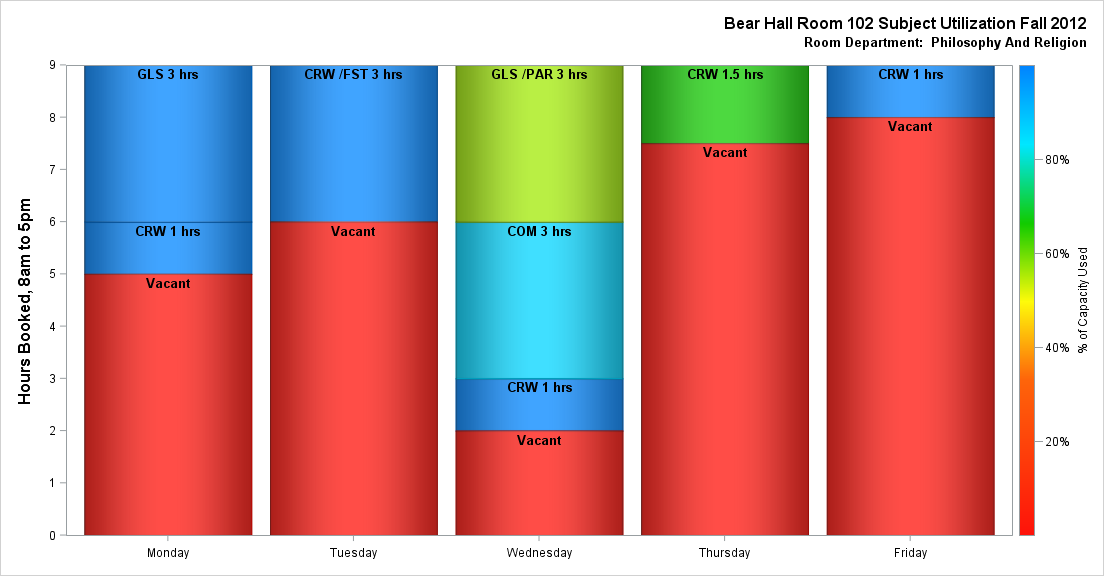 Bear Hall Room 102 Subject Utilization Fall 2012
Room Department:  Philosophy And Religion
Hours Booked, 8am to 5pm
9
8
7
6
5
4
3
2
1
0
GLS 3 hrs
CRW 1 hrs
Vacant
CRW /FST 3 hrs
Vacant
GLS /PAR 3 hrs
COM 3 hrs
CRW 1 hrs
Vacant
CRW 1.5 hrs
Vacant
CRW 1 hrs
Vacant
Monday
Tuesday
Wednesday
Thursday
Friday
80%
60%
40%
20%
% of Capacity Used